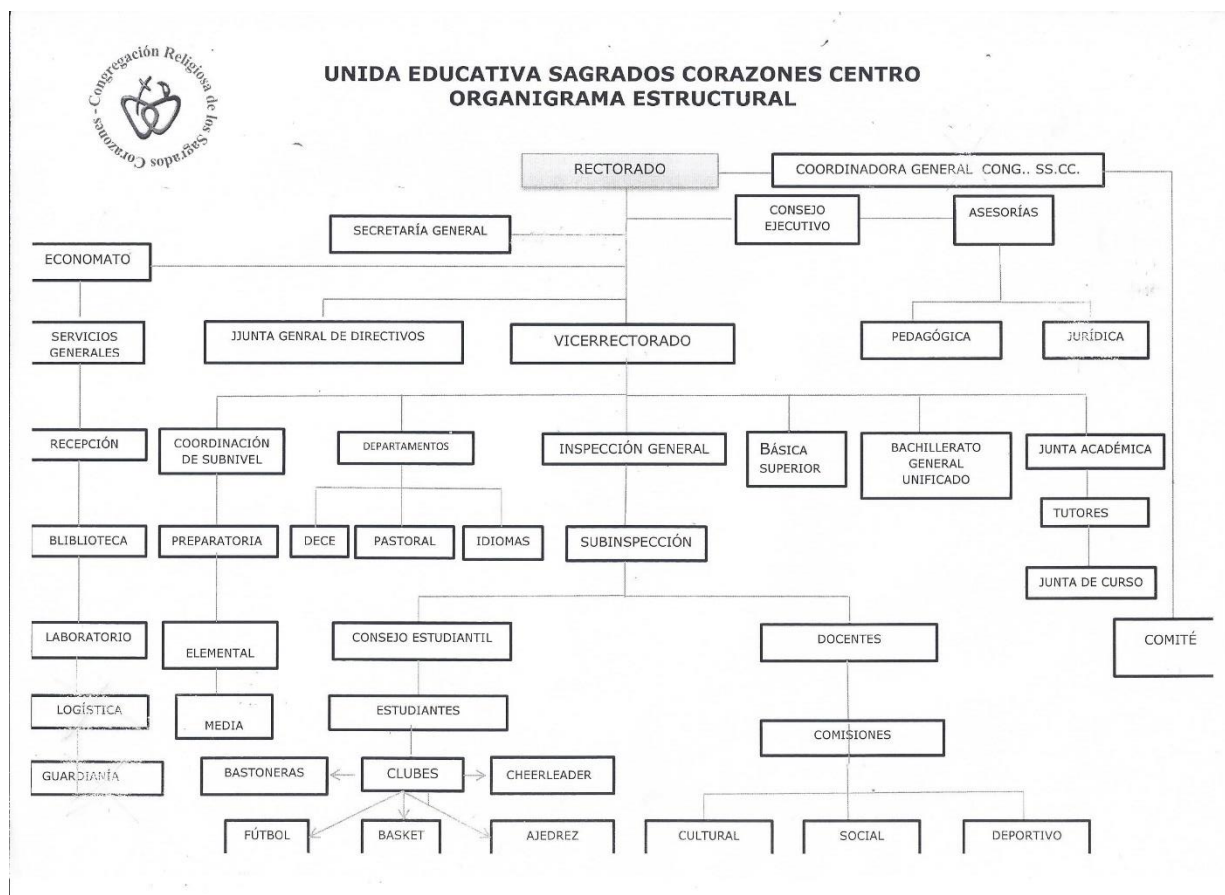 Congregación Religiosa de los Sagrados Corazones -
UNIDA EDUCATIVA SAGRADOS CORAZONES CENTRO
ORGANIGRAMA ESTRUCTURAL
RECTORADO
COORDINADORA GENERAL CONG.. SS.CC.
CONSEJO
EJECUTIVO
ASESORÍAS
SECRETARÍA GENERAL
ECONOMATO
SERVICIOS
GENERALES
JJUNTA GENRAL DE DIRECTIVOS
VICERRECTORADO
PEDAGÓGICA
JURÍDICA
RECEPCIÓN
COORDINACIÓN
DE SUBNIVEL
DEPARTAMENTOS
INSPECCIÓN GENERAL
BÁSICA
SUPERIOR
BACHILLERATO
GENERAL
UNIFICADO
JUNTA ACADÉMICA
TUTORES
BLIBLIOTECA
PREPARATORIA
DECE
PASTORAL
IDIOMAS
SUBINSPECCIÓN
JUNTA DE CURSO
LABORATORIO
ELEMENTAL
CONSEJO ESTUDIANTIL
DOCENTES
COMITÉ
LOGÍSTICA
MEDIA
ESTUDIANTES
COMISIONES
GUARDIANÍA
BASTONERAS
CLUBES
CHEERLEADER
FÚTBOL
BASKET
AJEDREZ
CULTURAL
SOCIAL
DEPORTIVO